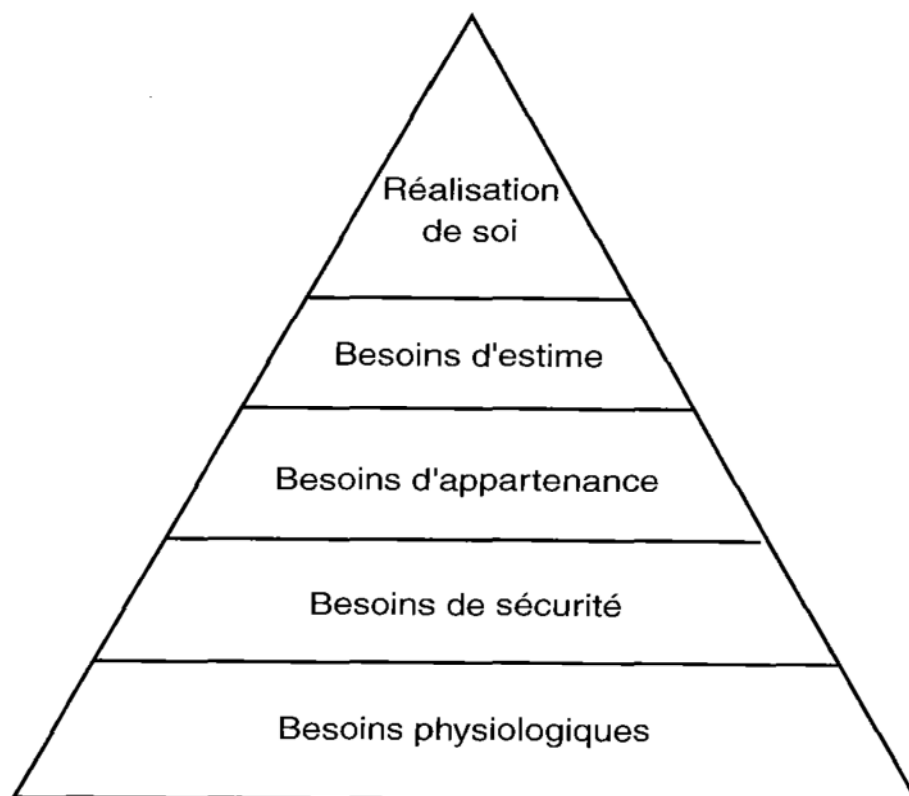 Réalisation
de soi
Besoins d'estime
Besoins d'appartenance
Besoins de sécurité
Besoins physiologiques